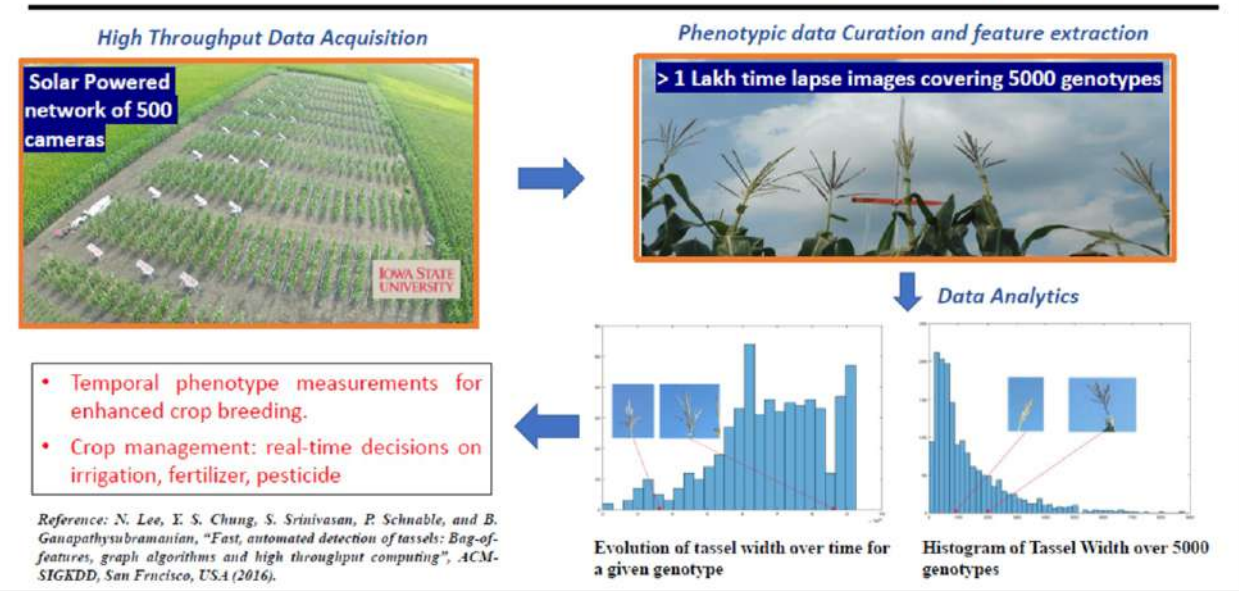 High Throughput Data Acquisition
Solar Powered
network of 500
cameras
IOWA STATE
UNIVERSITY
Phenotypic data Curation and feature extraction
> 1 Lakh time lapse images covering 5000 genotypes
Data Analytics
• Temporal phenotype measurements for
enhanced crop breeding.
• Crop management: real-time decisions on
irrigation, fertilizer, pesticide
Reference: N. Lee, Y. S. Chung, S. Srinivasan, P. Schnable, and B.
Ganapathysubramanian, “Fast, automated detection of tassels: Bag-of-
features, graph algorithms and high throughput computing”, ACM-
SIGKDD, San Frncisco, USA (2016).
Evolution of tassel width over time for
a given genotype
Histogram of Tassel Width over 5000
genotypes